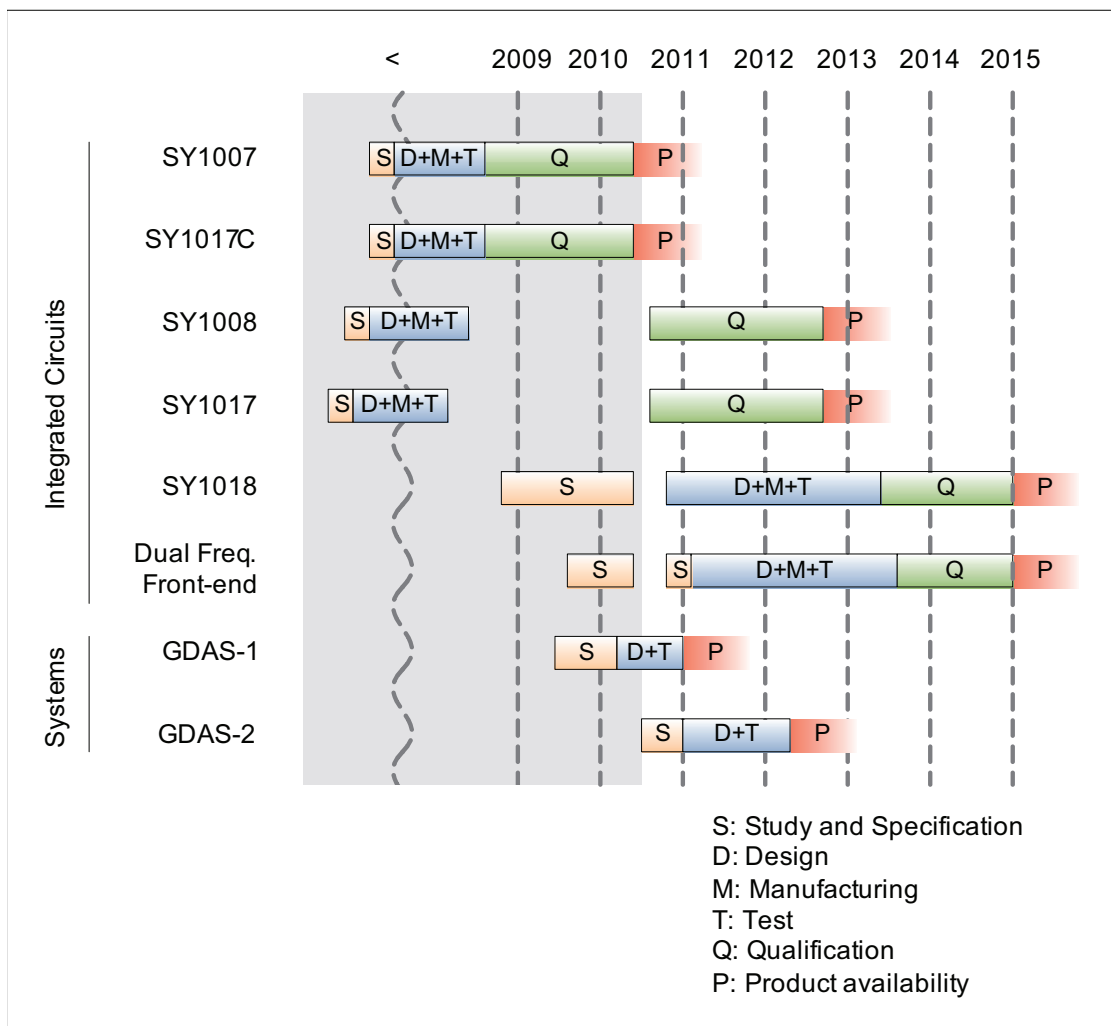 < 2009 2010 2011 2012 2013 2014 2015
Integrated Circuits
SY1007 S D+M+T Q P
SY1017C S D+M+T Q P
SY1008 S D+M+T Q P
SY1017 S D+M+T Q P
SY1018 S D+M+T Q P
Dual Freq.
Front-end S S D+M+T Q P
Systems
GDAS-1 S D+T P
GDAS-2 S D+T P
S: Study and Specification
D: Design
M: Manufacturing
T: Test
Q: Qualification
P: Product availability